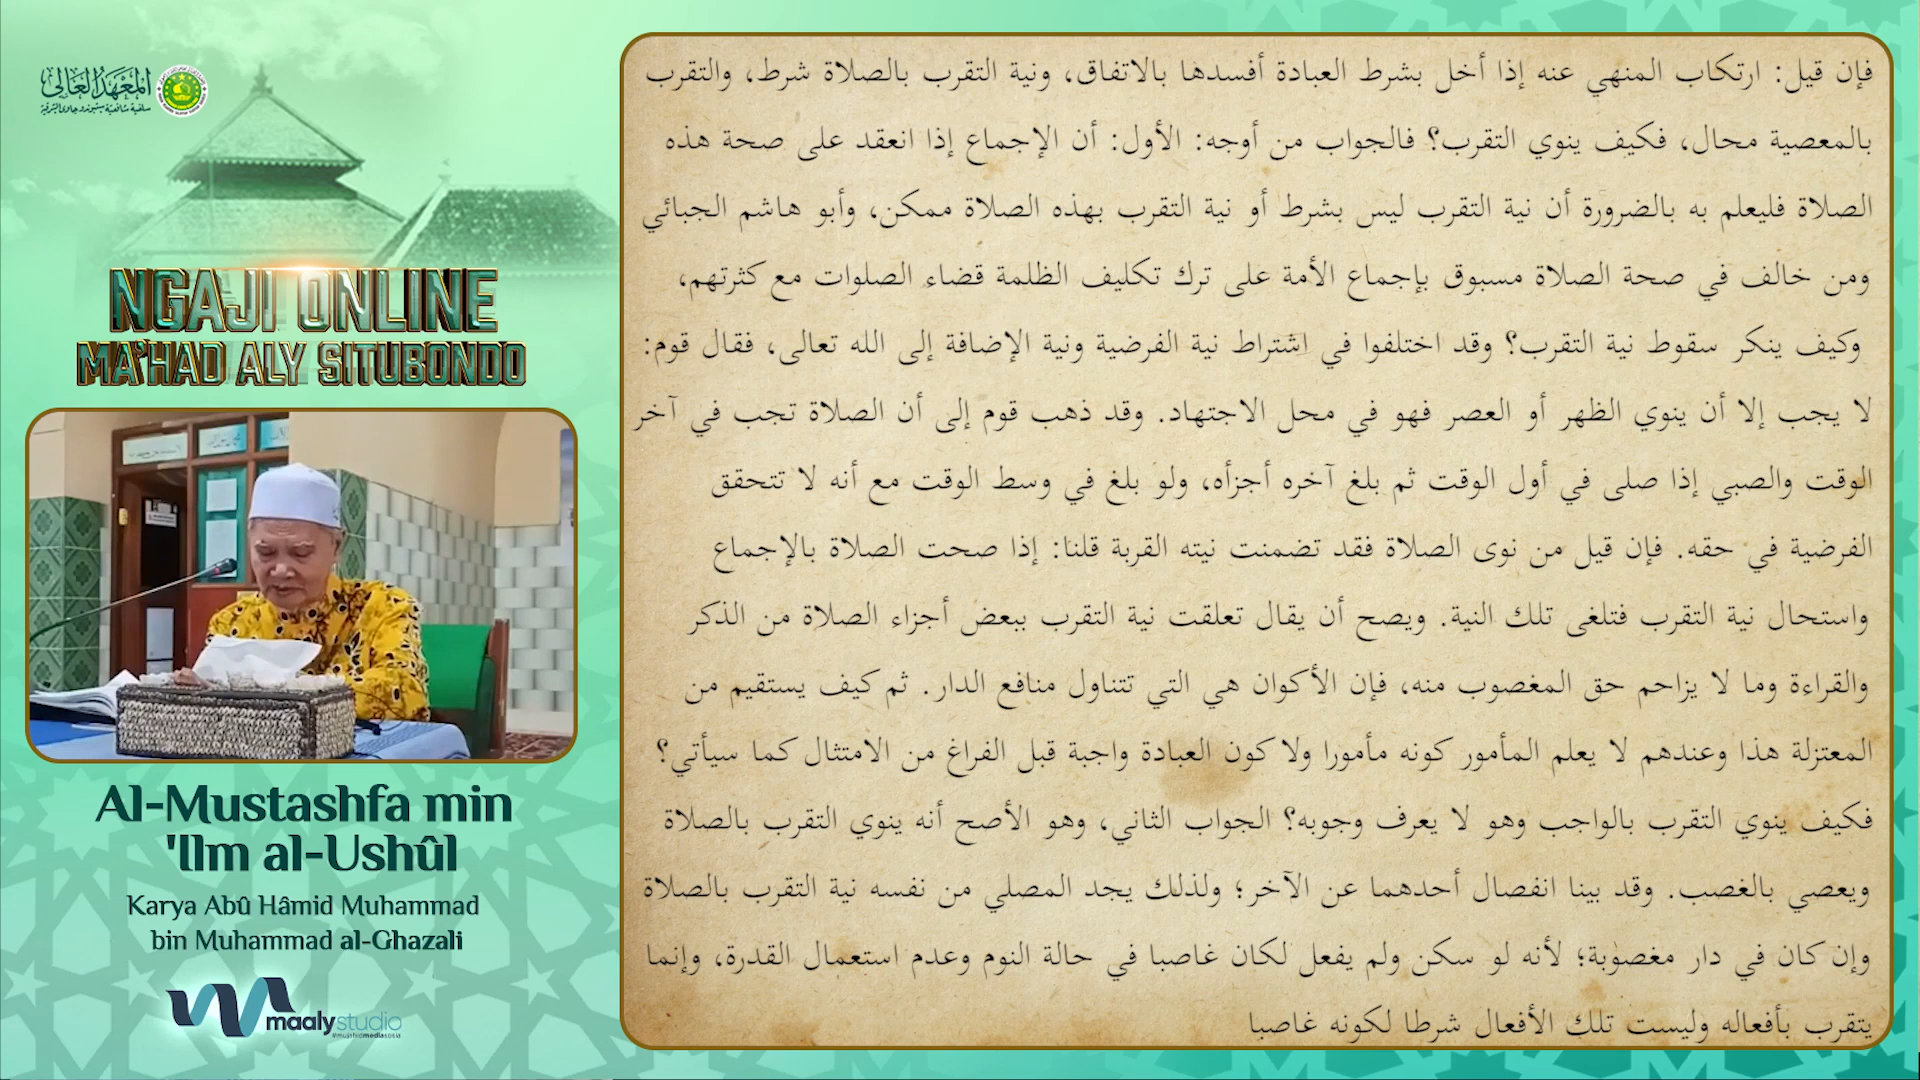 المعهد العالي
NGAJI ONLINE
MA'HAD ALY SITUBONDO
Al-Mustashfa min
'Ilm al-Ushûl
Karya Abû Hâmid Muhammad
bin Muhammad al-Ghazali
maalystudio
فإن قيل: ارتكاب المنهي عنه إذا أخل بشرط العبادة أفسدها بالاتفاق، ونية التقرب بالصلاة شرط، والتقرب
بالمعصية محال، فكيف ينوي التقرب؟ فالجواب من أوجه: الأول: أن الإجماع إذا انعقد على صحة هذه
الصلاة فليعلم به بالضرورة أن نية التقرب ليس بشرط أو نية التقرب بهذه الصلاة ممكن، وأبو هاشم الجبائي
ومن خالف في صحة الصلاة مسبوق بإجماع الأمة على ترك تكليف الظلمة قضاء الصلوات مع كثرتهم،
وكيف ينكر سقوط نية التقرب؟ وقد اختلفوا في اشتراط نية الفرضية ونية الإضافة إلى الله تعالى، فقال قوم:
لا يجب إلا أن ينوي الظهر أو العصر فهو في محل الاجتهاد. وقد ذهب قوم إلى أن الصلاة تجب في آخر
الوقت والصبي إذا صلى في أول الوقت ثم بلغ آخره أجزأه، ولو بلغ في وسط الوقت مع أنه لا تتحقق
الفرضية في حقه. فإن قيل من نوى الصلاة فقد تضمنت نيته القربة قلنا: إذا صحت الصلاة بالإجماع
واستحال نية التقرب فتلغى تلك النية. ويصح أن يقال تعلقت نية التقرب ببعض أجزاء الصلاة من الذكر
والقراءة وما لا يزاحم حق المغصوب منه، فإن الأكوان هي التي تتناول منافع الدار. ثم كيف يستقيم من
المعتزلة هذا وعندهم لا يعلم المأمور كونه مأمورا ولا كون العبادة واجبة قبل الفراغ من الامتثال كما سيأتي؟
فكيف ينوي التقرب بالواجب وهو لا يعرف وجوبه؟ الجواب الثاني، وهو الأصح أنه ينوي التقرب بالصلاة
ويعصي بالغصب. وقد بينا انفصال أحدهما عن الآخر؛ ولذلك يجد المصلي من نفسه نية التقرب بالصلاة
وإن كان في دار مغصوبة؛ لأنه لو سكن ولم يفعل لكان غاصبا في حالة النوم وعدم استعمال القدرة، وإنما
يتقرب بأفعاله وليست تلك الأفعال شرطا لكونه غاصبا